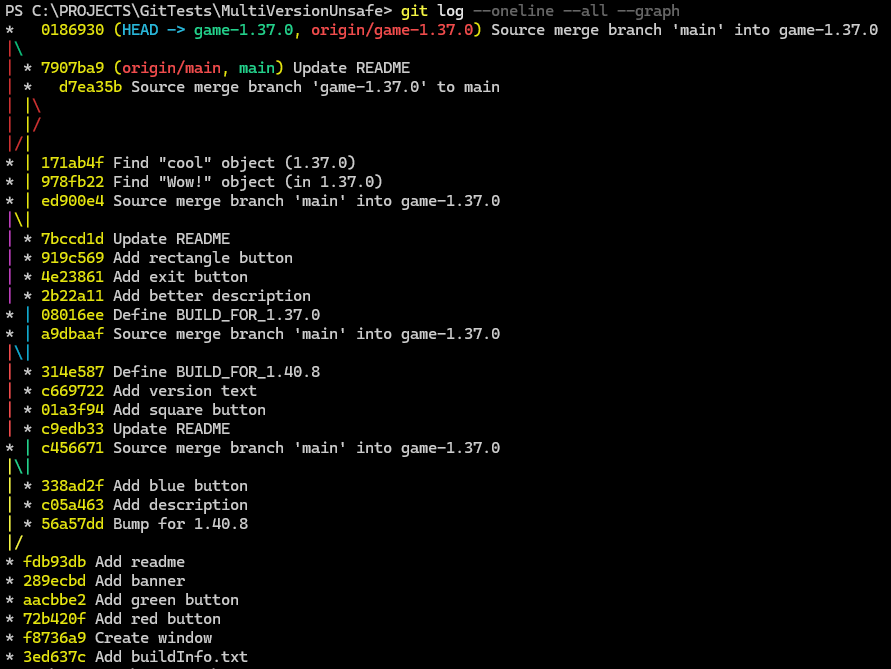 PS C:\PROJECTS\GitTests\MultiVersionUnsafe> git log --oneline --all --graph
*   0186930 (HEAD -> game-1.37.0, origin/game-1.37.0) Source merge branch 'main' into game-1.37.0
|\
| * 7907ba9 (origin/main, main) Update README
| *   d7ea35b Source merge branch 'game-1.37.0' to main
| |\
| |/
|/|
* | 171ab4f Find "cool" object (1.37.0)
* | 978fb22 Find "Wow!" object (in 1.37.0)
* | ed900e4 Source merge branch 'main' into game-1.37.0
|\|
| * 7bccd1d Update README
| * 919c569 Add rectangle button
| * 4e23861 Add exit button
| * 2b22a11 Add better description
* | 08016ee Define BUILD_FOR_1.37.0
* | a9dbaaf Source merge branch 'main' into game-1.37.0
|\|
| * 314e587 Define BUILD_FOR_1.40.8
| * c669722 Add version text
| * 01a3f94 Add square button
| * c9edb33 Update README
* | c456671 Source merge branch 'main' into game-1.37.0
|\|
| * 338ad2f Add blue button
| * c05a463 Add description
| * 56a57dd Bump for 1.40.8
|/
* fdb93db Add readme
* 289ecbd Add banner
* aacbbe2 Add green button
* 72b420f Add red button
* f8736a9 Create window
* 3ed637c Add buildInfo.txt